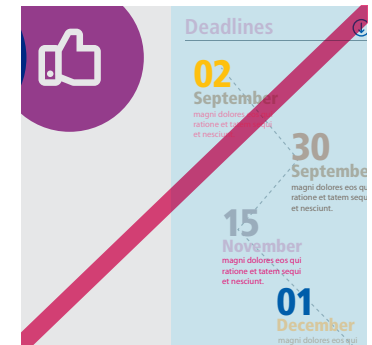 Deadlines
02
September
magni dolores eos qui
ratione et tatem sequi
et nesciunt.
30
Septembe
magni dolores eos qu
ratione et tatem sequ
et nesciunt.
15
November
magni dolores eos qui
ratione et tatem sequi
et nesciunt.
01
December
magni dolores eos qui